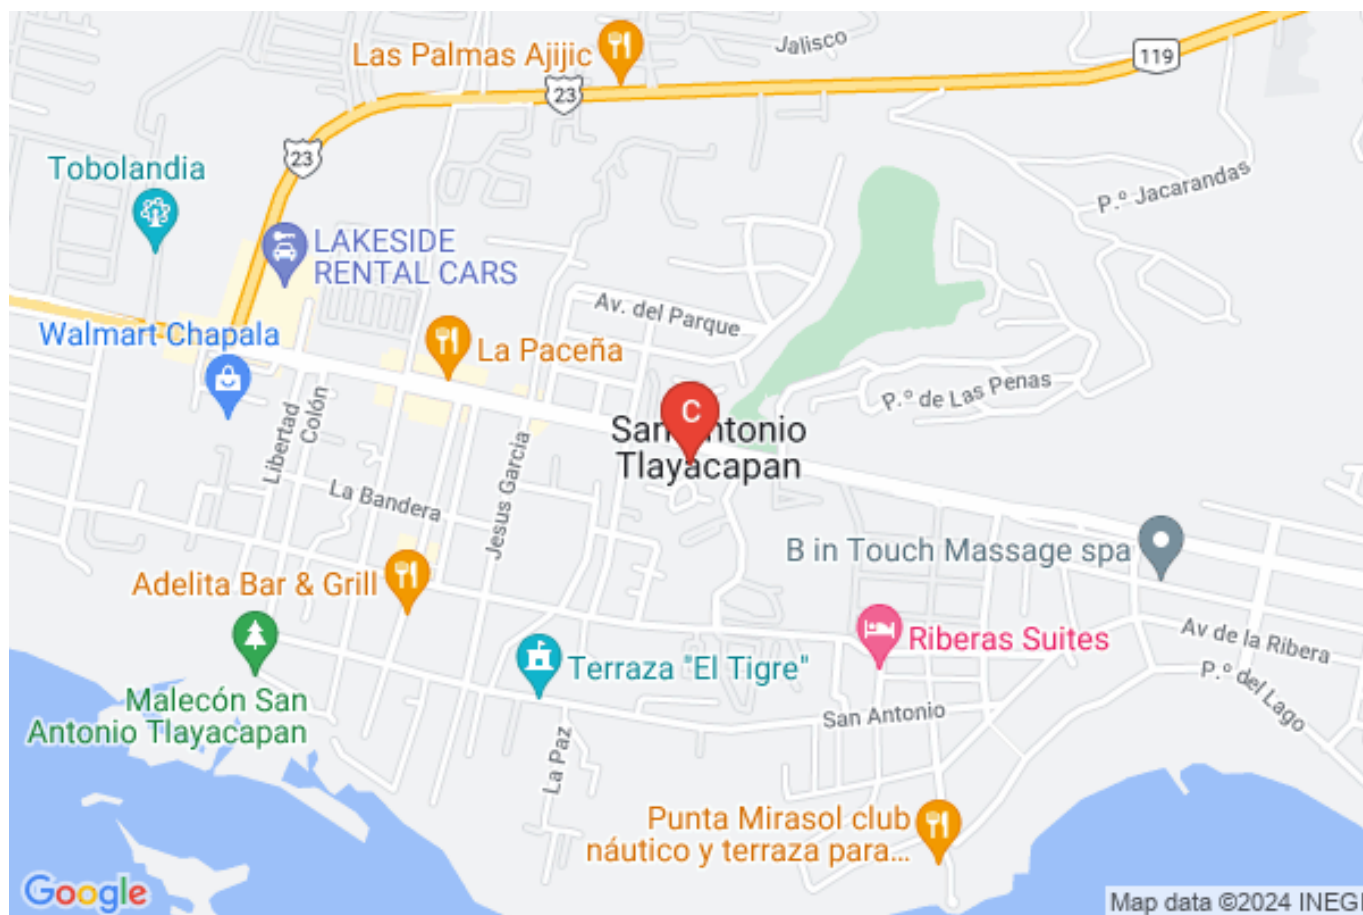 Las Palmas Ajijic
Jalisco
119
23
23
Tobolandia
P.º Jacarandas
LAKESIDE
RENTAL CARS
Av. del Parque
Walmart Chapala
La Paceña
P.º de Las Penas
C
San Antonio
Tlayacapan
Libertad
Colón
Jesus Garcia
La Bandera
B in Touch Massage spa
Adelita Bar & Grill
Riberas Suites
Av de la Ribera
Terraza "El Tigre"
P.º del Lago
Malecón San
Antonio Tlayacapan
San Antonio
La Paz
Punta Mirasol club
náutico y terraza para...
Google
Map data ©2024 INEGI